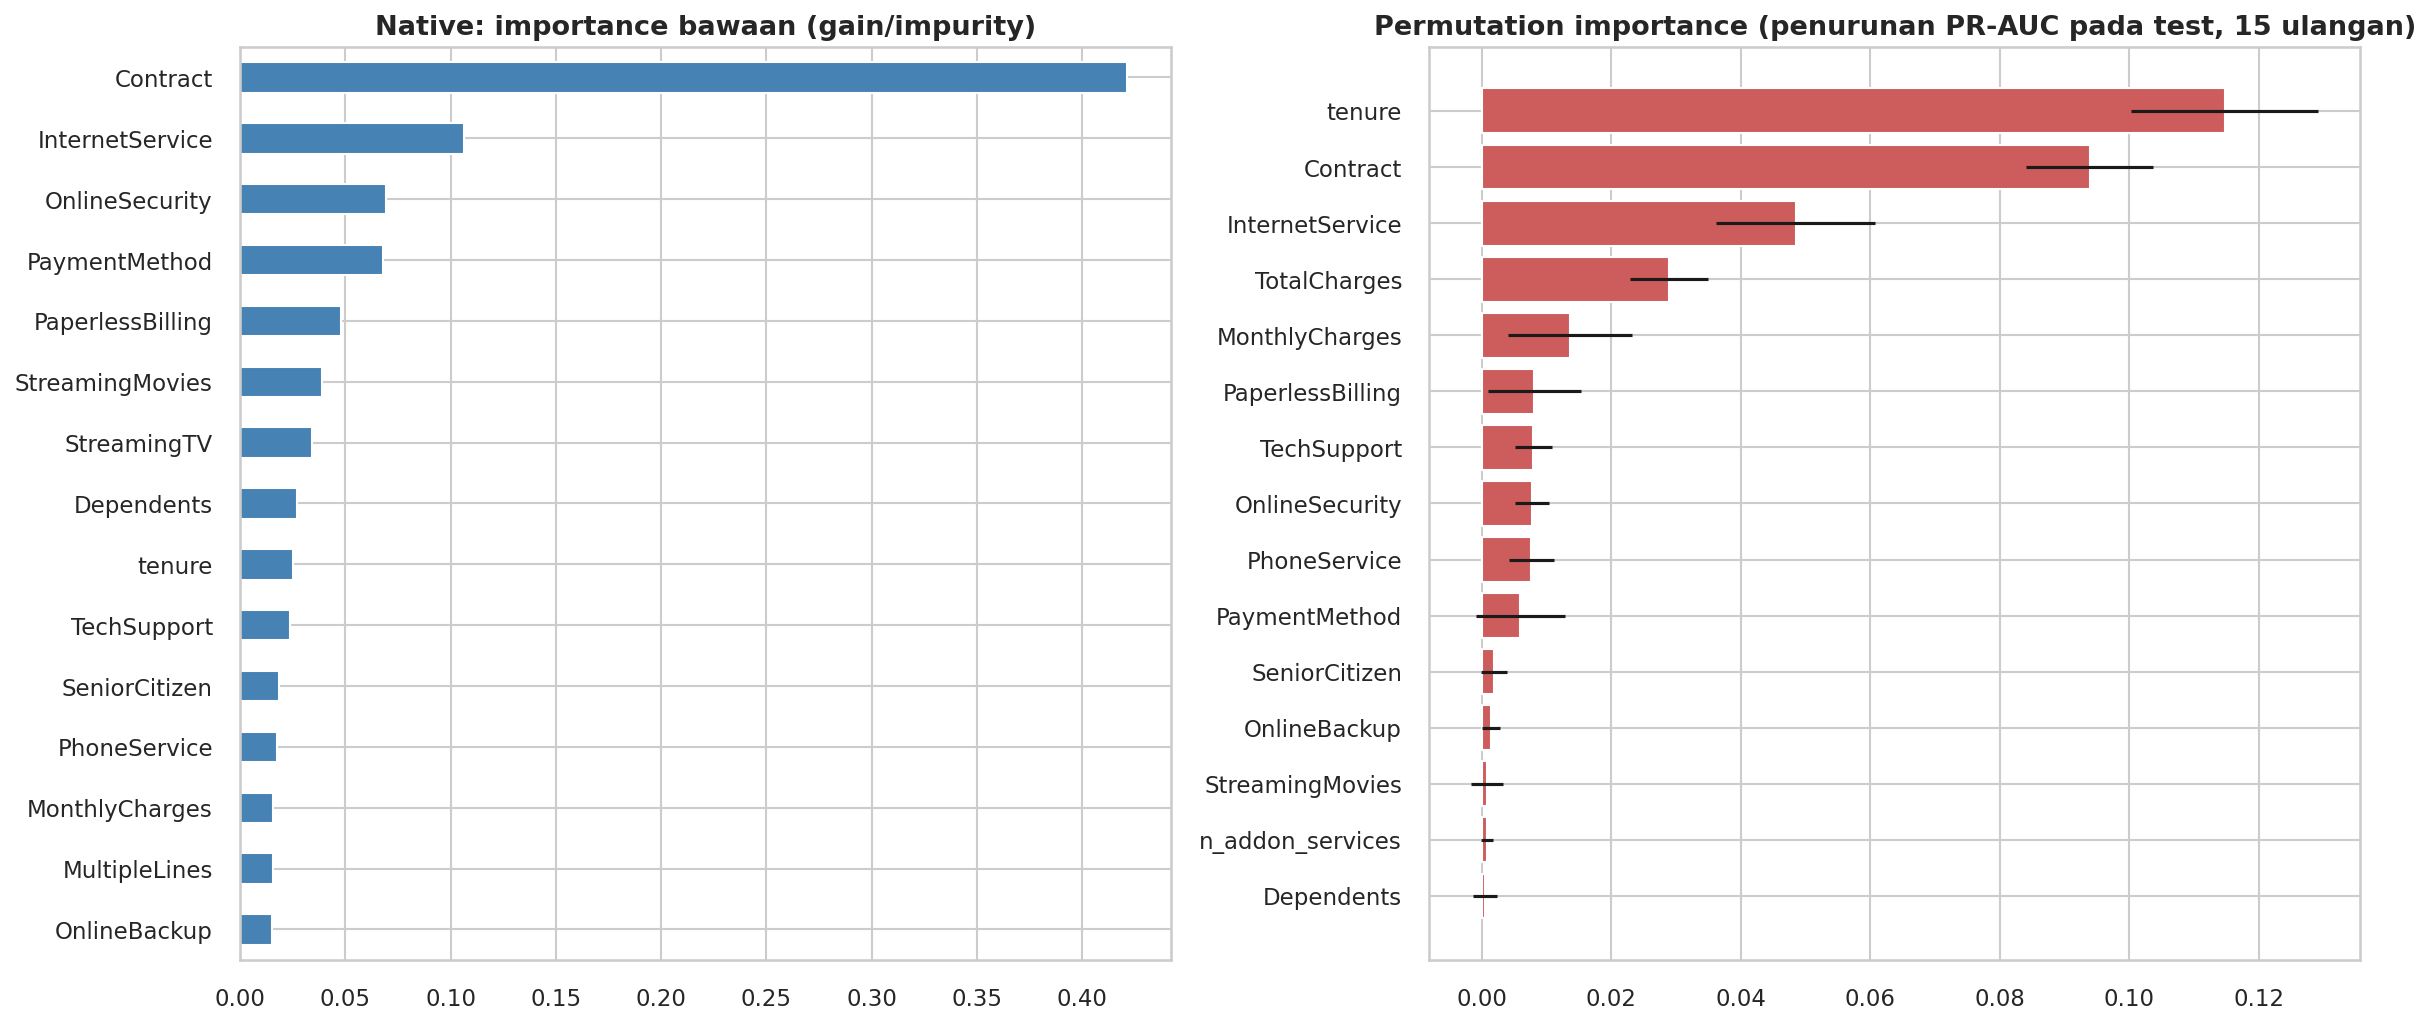 Native: importance bawaan (gain/impurity)
Contract
InternetService
OnlineSecurity
PaymentMethod
PaperlessBilling
StreamingMovies
StreamingTV
Dependents
tenure
TechSupport
SeniorCitizen
PhoneService
MonthlyCharges
MultipleLines
OnlineBackup
0.00 0.05 0.10 0.15 0.20 0.25 0.30 0.35 0.40
Permutation importance (penurunan PR-AUC pada test, 15 ulangan)
tenure
Contract
InternetService
TotalCharges
MonthlyCharges
PaperlessBilling
TechSupport
OnlineSecurity
PhoneService
PaymentMethod
SeniorCitizen
OnlineBackup
StreamingMovies
n_addon_services
Dependents
0.00 0.02 0.04 0.06 0.08 0.10 0.12